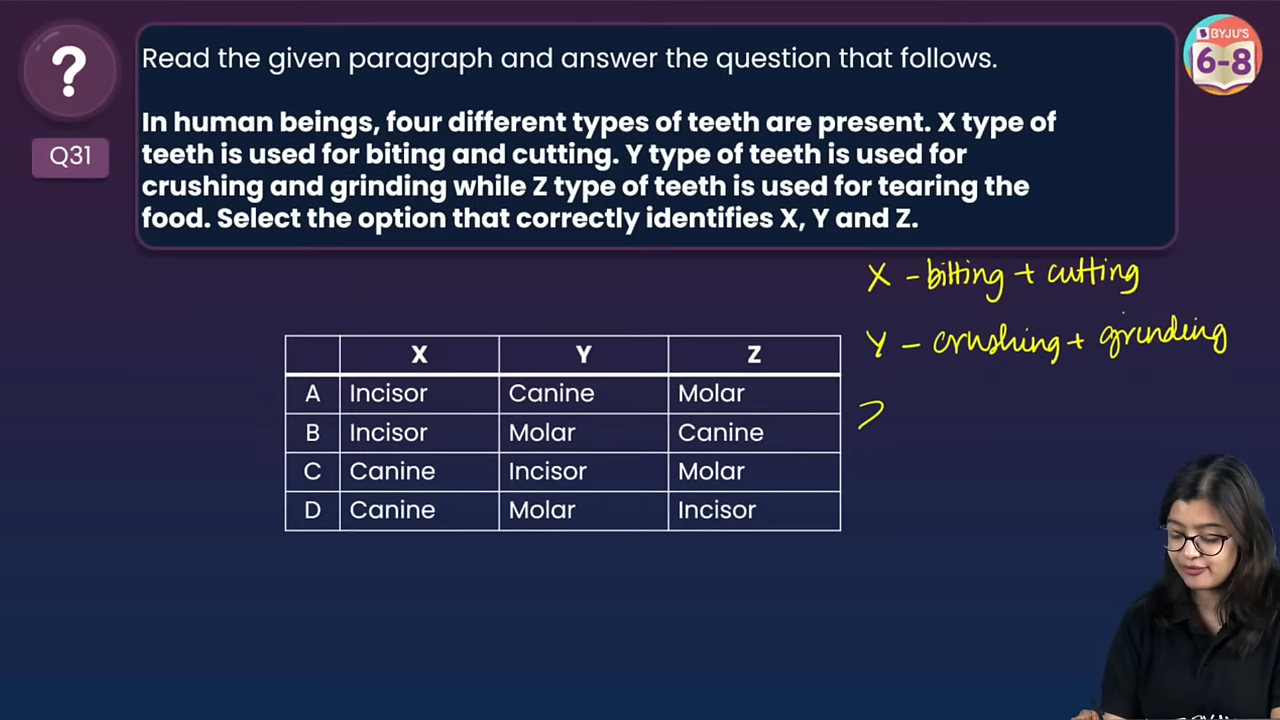 ?
Q31
BYJU'S
6-8
Read the given paragraph and answer the question that follows.
In human beings, four different types of teeth are present. X type of
teeth is used for biting and cutting. Y type of teeth is used for
crushing and grinding while Z type of teeth is used for tearing the
food. Select the option that correctly identifies X, Y and Z.
X - bitting + cutting
Y - crushing + grinding
X Y Z
A Incisor Canine Molar
B Incisor Molar Canine
C Canine Incisor Molar
D Canine Molar Incisor